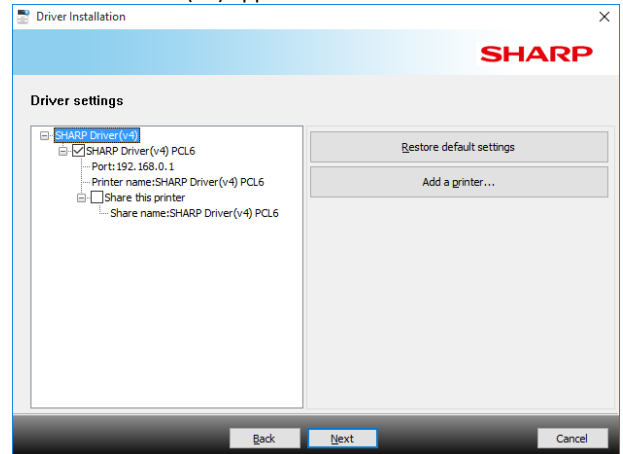 Driver Installation
SHARP
Driver settings
SHARP Driver(v4)
SHARP Driver(v4) PCL6
Port:192.168.0.1
Printer name:SHARP Driver(v4) PCL6
Share this printer
Share name:SHARP Driver(v4) PCL6
Restore default settings
Add a printer...
Back
Next
Cancel